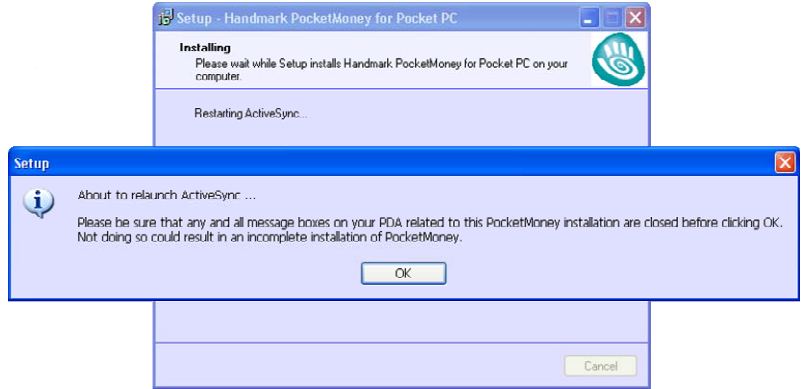 Setup - Handmark PocketMoney for Pocket PC
Installing
Please wait while Setup installs Handmark PocketMoney for Pocket PC on your
computer.
Restarting ActiveSync...
Setup
About to relaunch ActiveSync ...
Please be sure that any and all message boxes on your PDA related to this PocketMoney installation are closed before clicking OK.
Not doing so could result in an incomplete installation of PocketMoney.
OK
Cancel